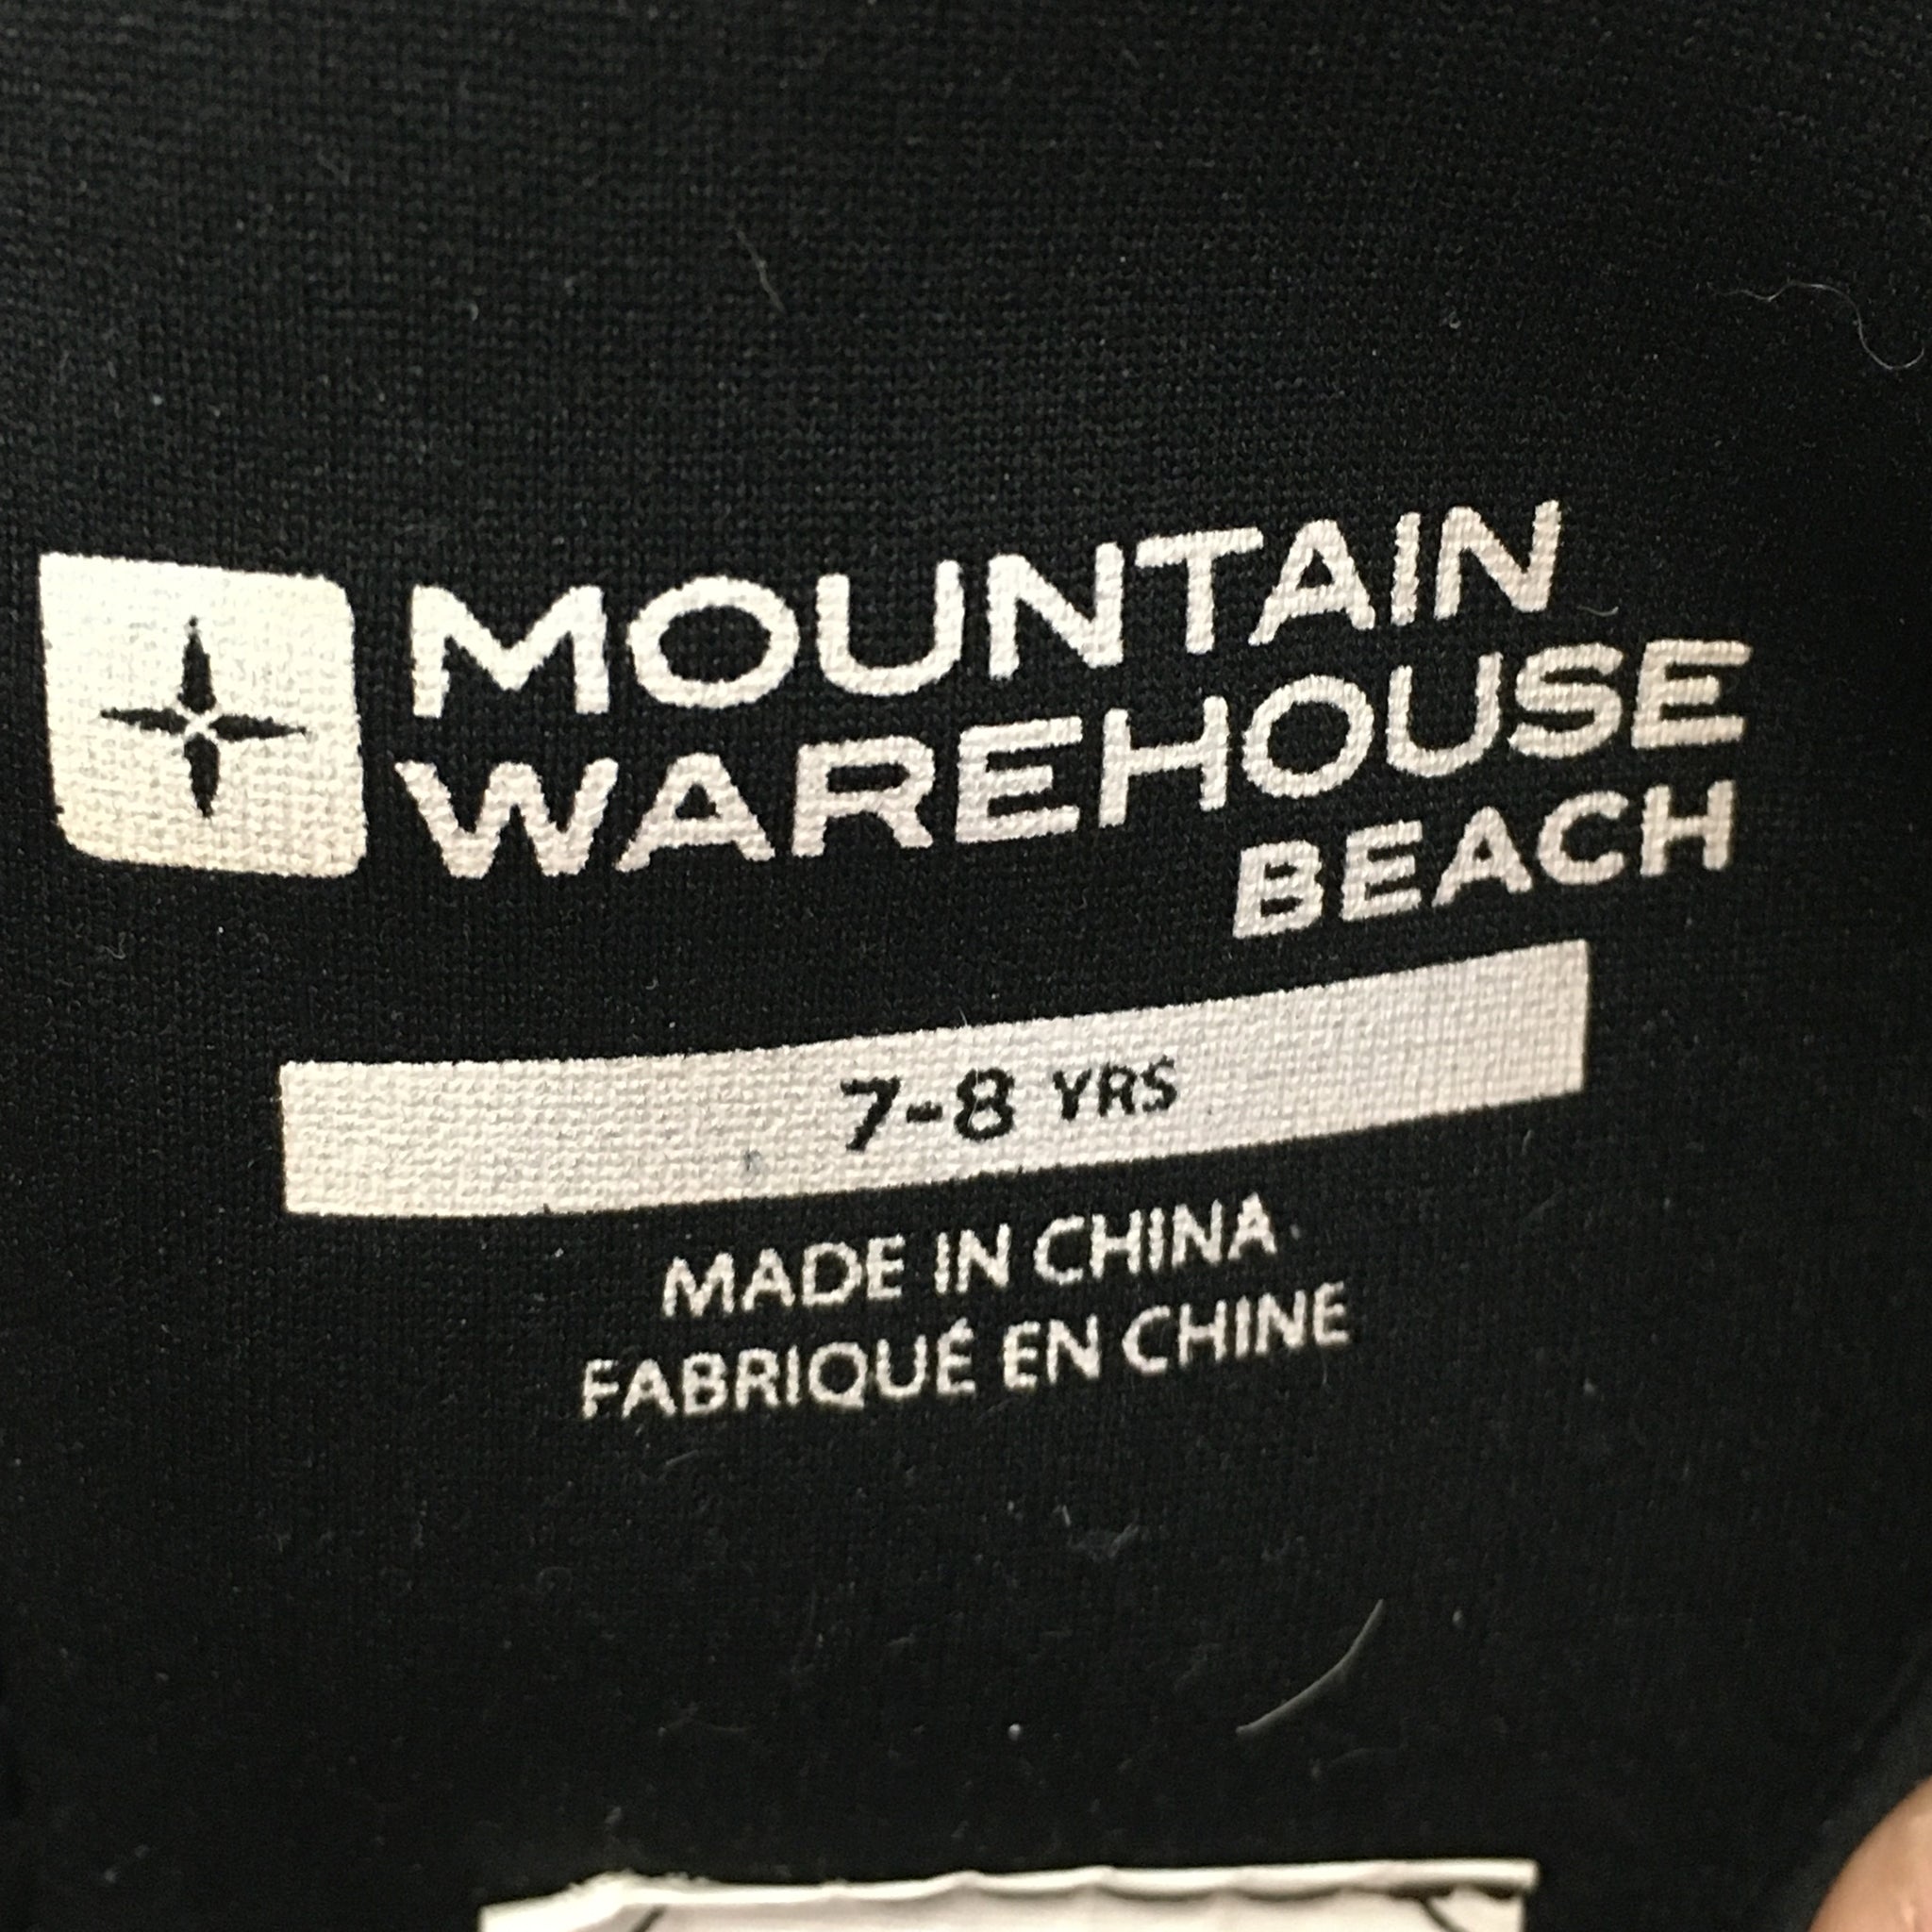 MOUNTAIN
WAREHOUSE
BEACH
7-8 YRS
MADE IN CHINA
FABRIQUÉ EN CHINE